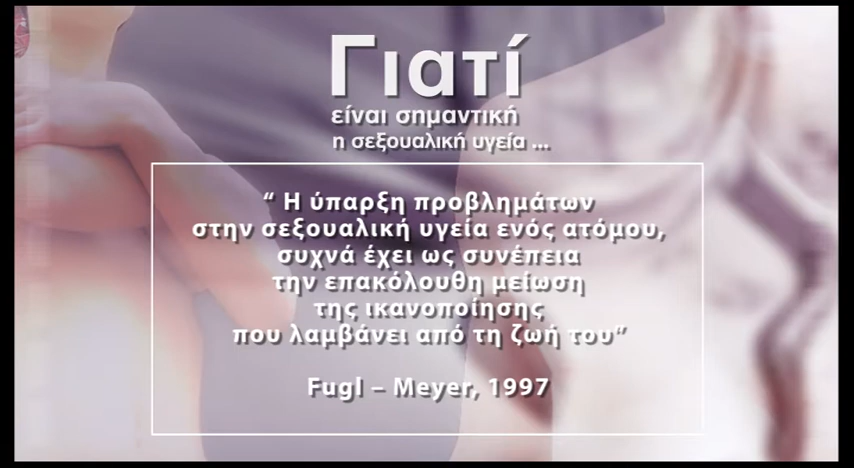 Γιατί
είναι σημαντική
η σεξουαλική υγεία ...
“ Η ύπαρξη προβλημάτων
στην σεξουαλική υγεία ενός ατόμου,
συχνά έχει ως συνέπεια
την επακόλουθη μείωση
της ικανοποίησης
που λαμβάνει από τη ζωή του”
Fugl – Meyer, 1997